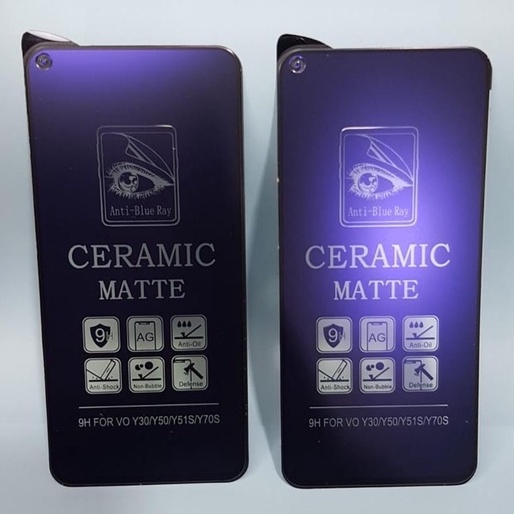 Anti-Blue Ray
CERAMIC
MATTE
9H
AG
Anti-Oil
Anti-Shock
Non-Bubble
Defense
9H FOR VO Y30/Y50/Y51S/Y70S
Anti-Blue Ray
CERAMIC
MATTE
9H
AG
Anti-Oil
Anti-Shock
Non-Bubble
Defense
9H FOR VO Y30/Y50/Y51S/Y70S